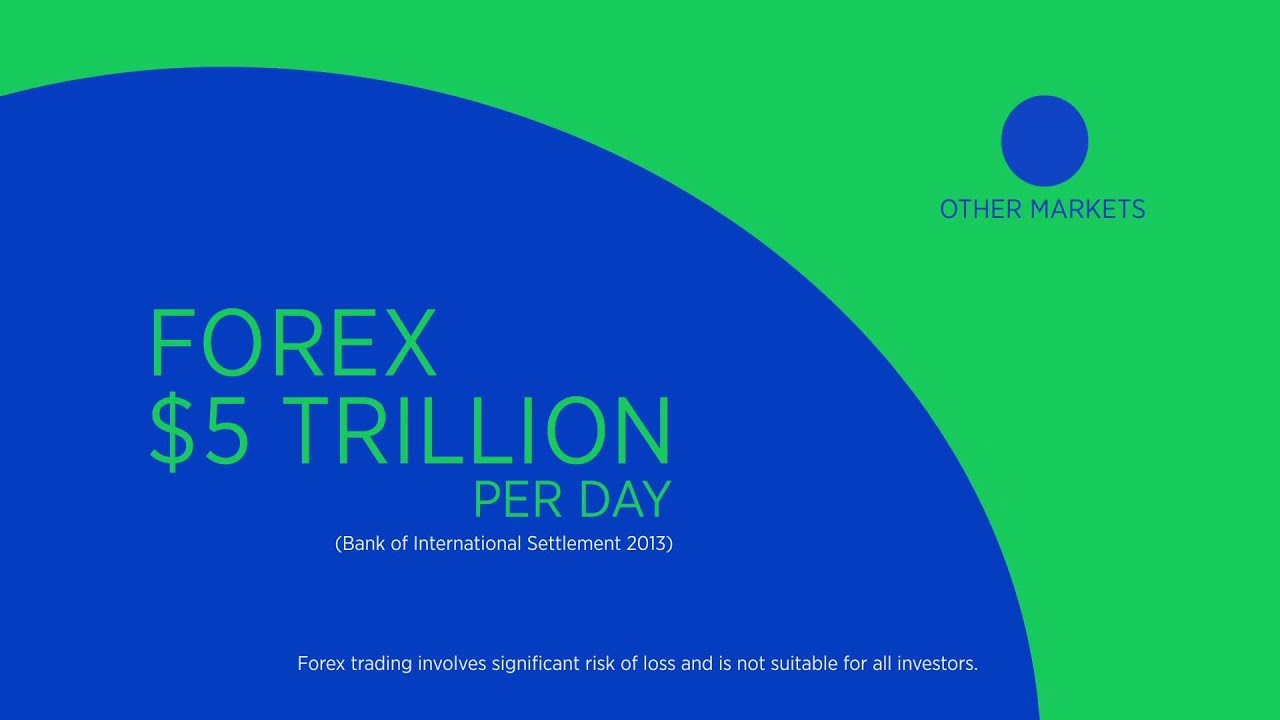 OTHER MARKETS
FOREX
$5 TRILLION
PER DAY
(Bank of International Settlement 2013)
Forex trading involves significant risk of loss and is not suitable for all investors.